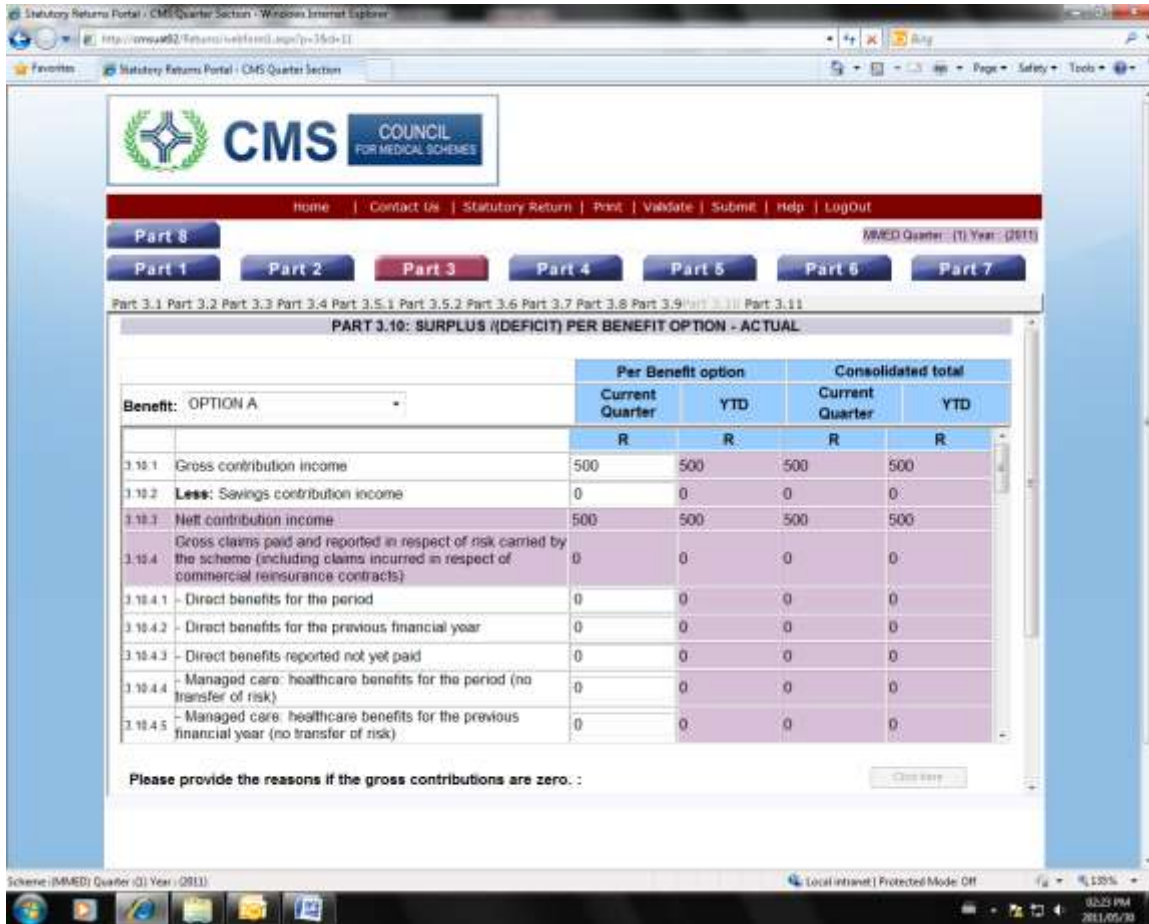 Statutory Returns Portal - CMS Quarter Section - Windows Internet Explorer
Favorites
Statutory Returns Portal - CMS Quarter Section
Page
Safety
Tools
CMS
COUNCIL
FOR MEDICAL SCHEMES
Home | Contact Us | Statutory Return | Print | Validate | Submit | Help | LogOut
Part 8
MMED Quarter : (1) Year : (2011)
Part 1 Part 2 Part 3 Part 4 Part 5 Part 6 Part 7
Part 3.1 Part 3.2 Part 3.3 Part 3.4 Part 3.5.1 Part 3.5.2 Part 3.6 Part 3.7 Part 3.8 Part 3.9 Part 3.10 Part 3.11
PART 3.10: SURPLUS /(DEFICIT) PER BENEFIT OPTION - ACTUAL
Per Benefit option Consolidated total
Benefit: OPTION A
Current Quarter YTD Current Quarter YTD
R R R R
3.10.1 Gross contribution income 500 500 500 500
3.10.2 Less: Savings contribution income 0 0 0 0
3.10.3 Nett contribution income 500 500 500 500
3.10.4 Gross claims paid and reported in respect of risk carried by
the scheme (including claims incurred in respect of
commercial reinsurance contracts) 0 0 0 0
3.10.4.1 - Direct benefits for the period 0 0 0 0
3.10.4.2 - Direct benefits for the previous financial year 0 0 0 0
3.10.4.3 - Direct benefits reported not yet paid 0 0 0 0
3.10.4.4 - Managed care: healthcare benefits for the period (no
transfer of risk) 0 0 0 0
3.10.4.5 - Managed care: healthcare benefits for the previous
financial year (no transfer of risk) 0 0 0 0
Please provide the reasons if the gross contributions are zero. :
Click Here
Scheme :(MMED) Quarter :(1) Year : (2011)
Local intranet | Protected Mode: Off
135%
02:23 PM
2011/05/30